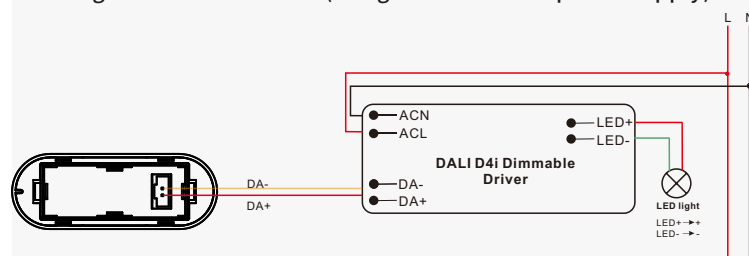 L N
ACN
ACL
LED+
LED-
DALI D4i Dimmable
Driver
DA-
DA+
DA-
DA+
LED light
LED+→+
LED-→-